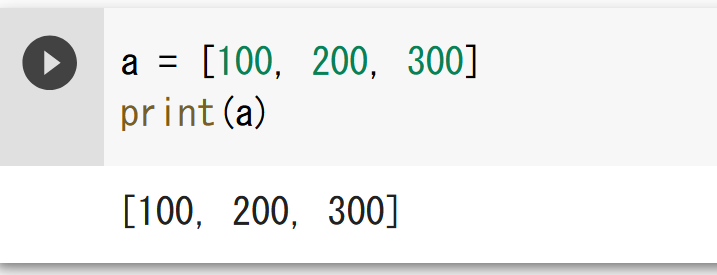 a = [100, 200, 300]
print(a)
[100, 200, 300]